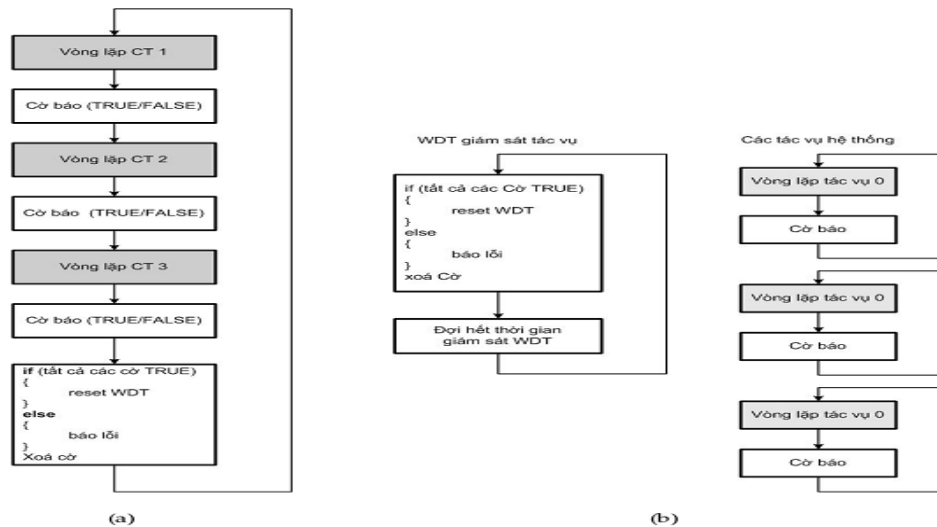 Vòng lặp CT 1
Cờ báo (TRUE/FALSE)
Vòng lặp CT 2
Cờ báo (TRUE/FALSE)
Vòng lặp CT 3
Cờ báo (TRUE/FALSE)
if (tất cả các cờ TRUE)
{
reset WDT
}
else
{
báo lỗi
}
Xoá cờ
(a)
WDT giám sát tác vụ
if (tất cả các Cờ TRUE)
{
reset WDT
}
else
{
báo lỗi
}
xoá Cờ
Đợi hết thời gian
giám sát WDT
Các tác vụ hệ thống
Vòng lặp tác vụ 0
Cờ báo
Vòng lặp tác vụ 0
Cờ báo
Vòng lặp tác vụ 0
Cờ báo
(b)